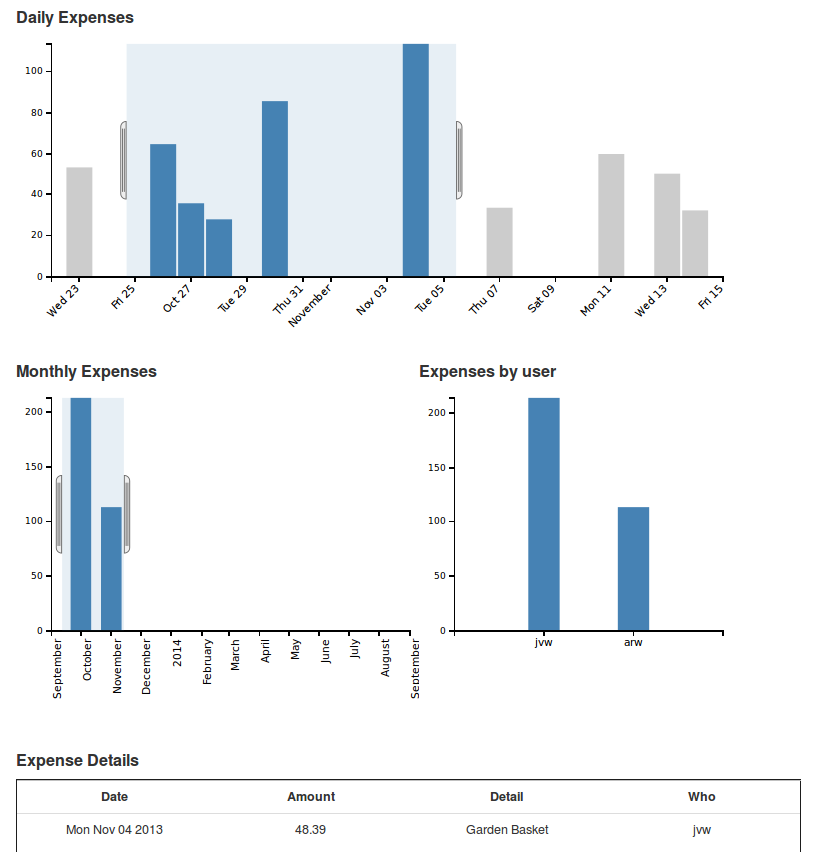 Daily Expenses
100
80
60
40
20
0
Wed 23 Fri 25 Oct 27 Tue 29 Thu 31 November Nov 03 Tue 05 Thu 07 Sat 09 Mon 11 Wed 13 Fri 15
Monthly Expenses
200
150
100
50
0
September October November December 2014 February March April May June July August September
Expenses by user
200
150
100
50
0
jvw arw
Expense Details
Date Amount Detail Who
Mon Nov 04 2013 48.39 Garden Basket jvw